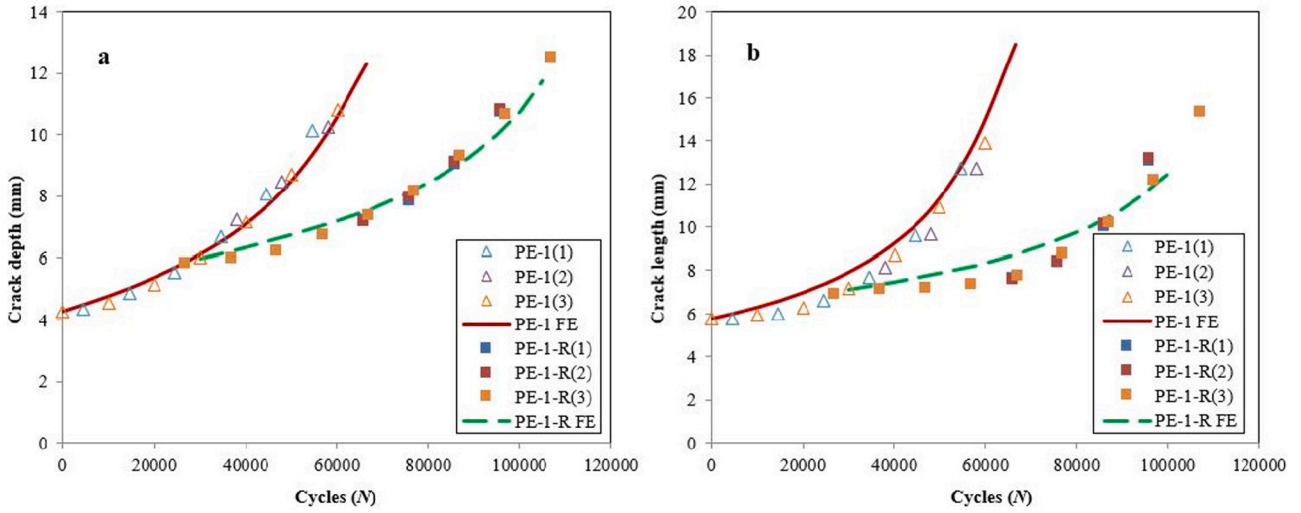 a
Crack depth (mm)
14
12
10
8
6
4
2
0
0 20000 40000 60000 80000 100000 120000
Cycles (N)
PE-1(1)
PE-1(2)
PE-1(3)
PE-1 FE
PE-1-R(1)
PE-1-R(2)
PE-1-R(3)
PE-1-R FE
b
Crack length (mm)
20
18
16
14
12
10
8
6
4
2
0
0 20000 40000 60000 80000 100000 120000
Cycles (N)
PE-1(1)
PE-1(2)
PE-1(3)
PE-1 FE
PE-1-R(1)
PE-1-R(2)
PE-1-R(3)
PE-1-R FE